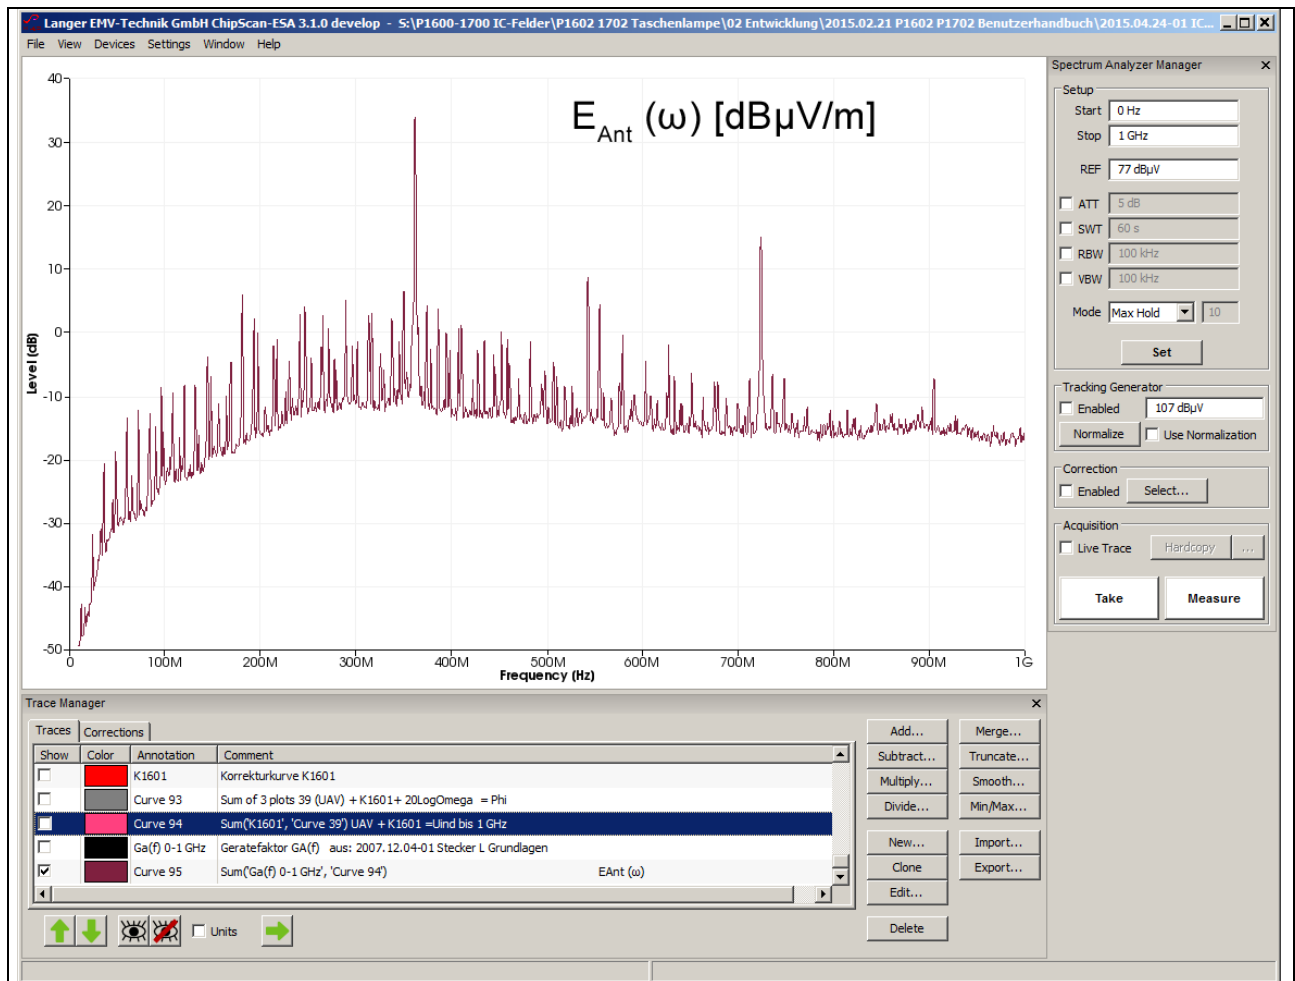 Langer EMV-Technik GmbH ChipScan-ESA 3.1.0 develop - S:\P1600-1700 IC-Felder\P1602 1702 Taschenlampe\02 Entwicklung\2015.02.21 P1602 P1702 Benutzerhandbuch\2015.04.24-01 IC...
File View Devices Settings Window Help
E_Ant (ω) [dBµV/m]
Level (dB)
40
30
20
10
0
-10
-20
-30
-40
-50
0 100M 200M 300M 400M 500M 600M 700M 800M 900M 1G
Frequency (Hz)
Spectrum Analyzer Manager
Setup
Start 0 Hz
Stop 1 GHz
REF 77 dBµV
ATT 5 dB
SWT 60 s
RBW 100 kHz
VBW 100 kHz
Mode Max Hold 10
Set
Tracking Generator
Enabled 107 dBµV
Normalize Use Normalization
Correction
Enabled Select...
Acquisition
Live Trace Hardcopy ...
Take Measure
Trace Manager
Traces Corrections
Show Color Annotation Comment
K1601 Korrekturkurve K1601
Curve 93 Sum of 3 plots 39 (UAV) + K1601+ 20LogOmega = Phi
Curve 94 Sum('K1601', 'Curve 39') UAV + K1601 =Uind bis 1 GHz
Ga(f) 0-1 GHz Geratefaktor GA(f) aus: 2007.12.04-01 Stecker L Grundlagen
Curve 95 Sum('Ga(f) 0-1 GHz', 'Curve 94') EAnt (ω)
Units
Add... Merge...
Subtract... Truncate...
Multiply... Smooth...
Divide... Min/Max...
New... Import...
Clone Export...
Edit...
Delete